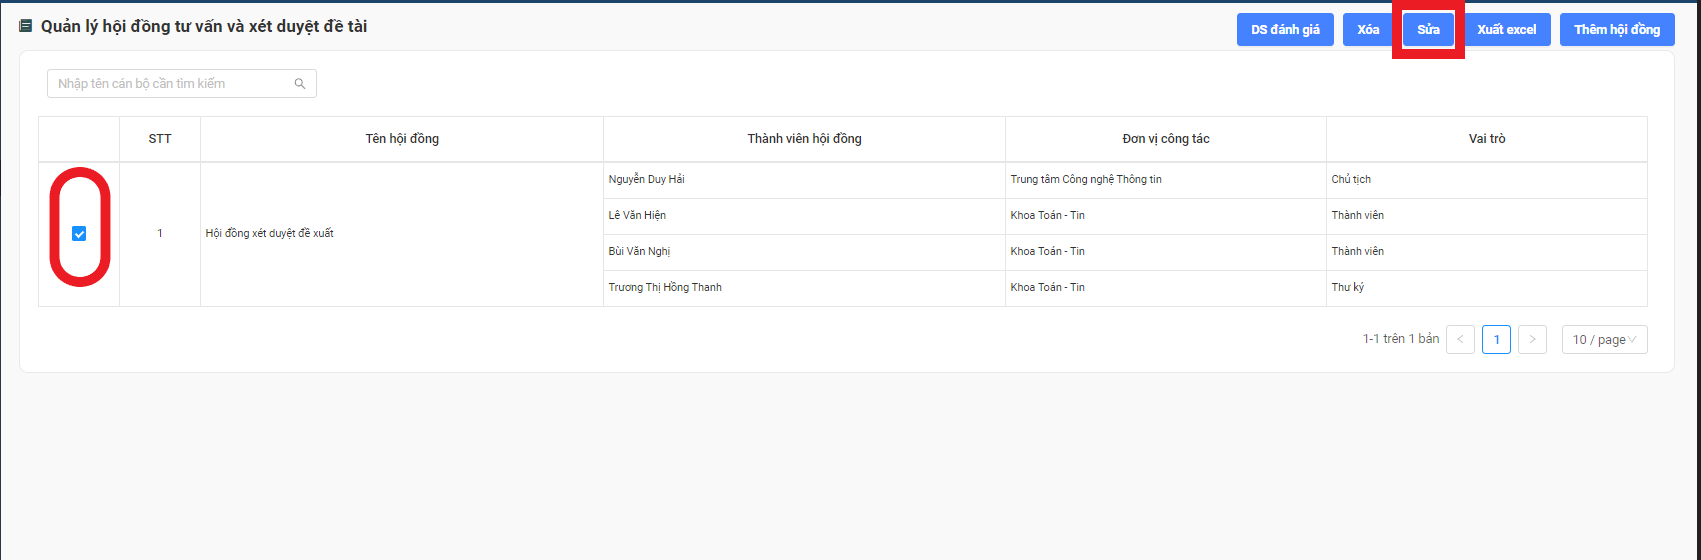 Quản lý hội đồng tư vấn và xét duyệt đề tài
DS đánh giá Xóa Sửa Xuất excel Thêm hội đồng
Nhập tên cán bộ cần tìm kiếm
STT Tên hội đồng Thành viên hội đồng Đơn vị công tác Vai trò
Nguyễn Duy Hải Trung tâm Công nghệ Thông tin Chủ tịch
Lê Văn Hiện Khoa Toán - Tin Thành viên
1 Hội đồng xét duyệt đề xuất
Bùi Văn Nghị Khoa Toán - Tin Thành viên
Trương Thị Hồng Thanh Khoa Toán - Tin Thư ký
1-1 trên 1 bản < 1 > 10 / page